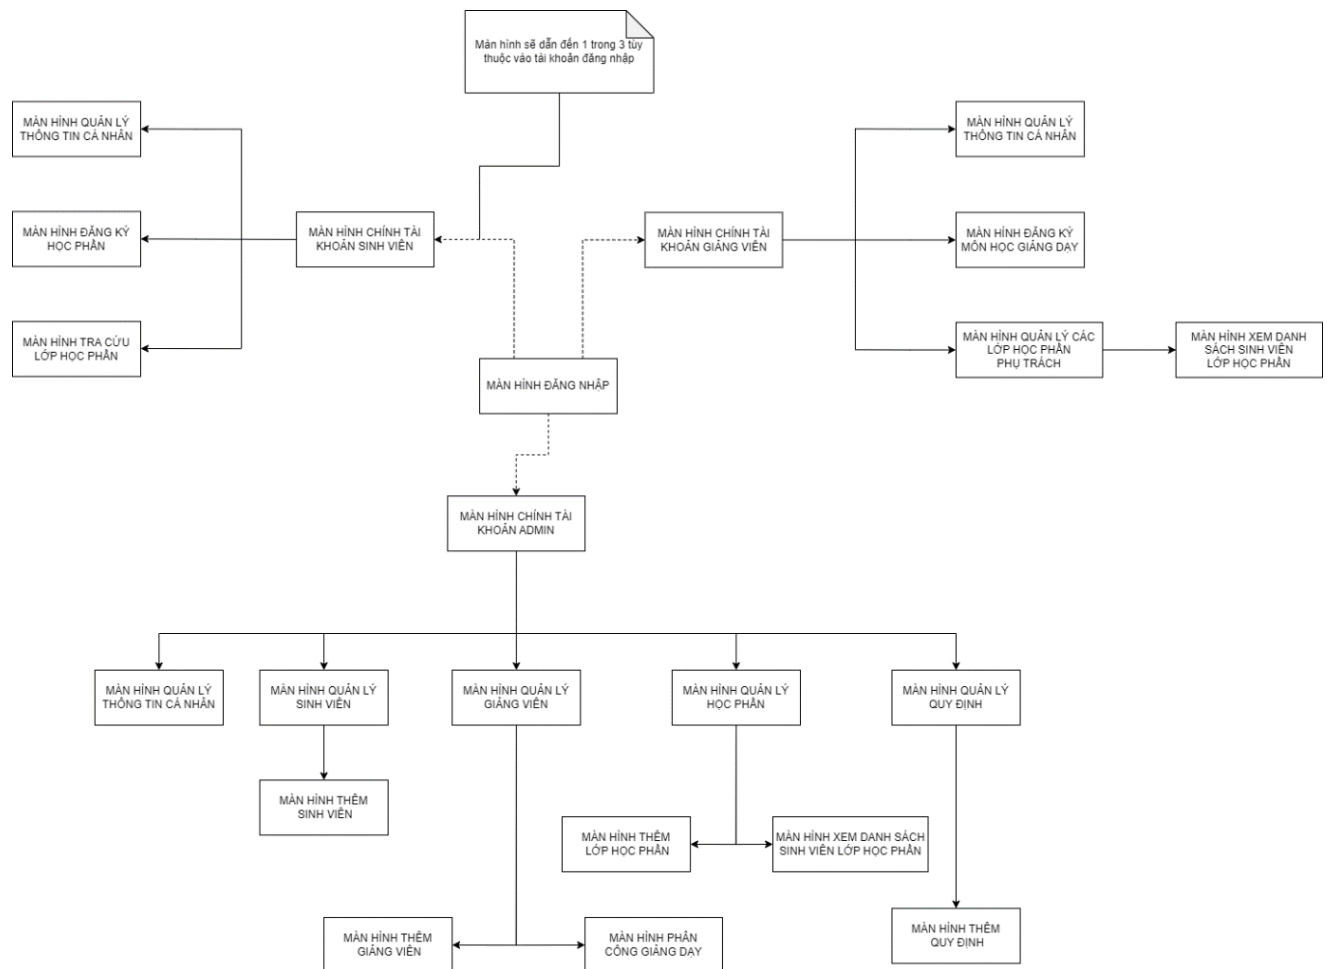 Màn hình sẽ dẫn đến 1 trong 3 tùy
thuộc vào tài khoản đăng nhập
MÀN HÌNH QUẢN LÝ
THÔNG TIN CÁ NHÂN
MÀN HÌNH QUẢN LÝ
THÔNG TIN CÁ NHÂN
MÀN HÌNH ĐĂNG KÝ
HỌC PHẦN
MÀN HÌNH CHÍNH TÀI
KHOẢN SINH VIÊN
MÀN HÌNH CHÍNH TÀI
KHOẢN GIẢNG VIÊN
MÀN HÌNH ĐĂNG KÝ
MÔN HỌC GIẢNG DẠY
MÀN HÌNH TRA CỨU
LỚP HỌC PHẦN
MÀN HÌNH QUẢN LÝ CÁC
LỚP HỌC PHẦN
PHỤ TRÁCH
MÀN HÌNH XEM DANH
SÁCH SINH VIÊN
LỚP HỌC PHẦN
MÀN HÌNH ĐĂNG NHẬP
MÀN HÌNH CHÍNH TÀI
KHOẢN ADMIN
MÀN HÌNH QUẢN LÝ
THÔNG TIN CÁ NHÂN
MÀN HÌNH QUẢN LÝ
SINH VIÊN
MÀN HÌNH QUẢN LÝ
GIẢNG VIÊN
MÀN HÌNH QUẢN LÝ
HỌC PHẦN
MÀN HÌNH QUẢN LÝ
QUY ĐỊNH
MÀN HÌNH THÊM
SINH VIÊN
MÀN HÌNH THÊM
LỚP HỌC PHẦN
MÀN HÌNH XEM DANH SÁCH
SINH VIÊN LỚP HỌC PHẦN
MÀN HÌNH THÊM
GIẢNG VIÊN
MÀN HÌNH PHÂN
CÔNG GIẢNG DẠY
MÀN HÌNH THÊM
QUY ĐỊNH